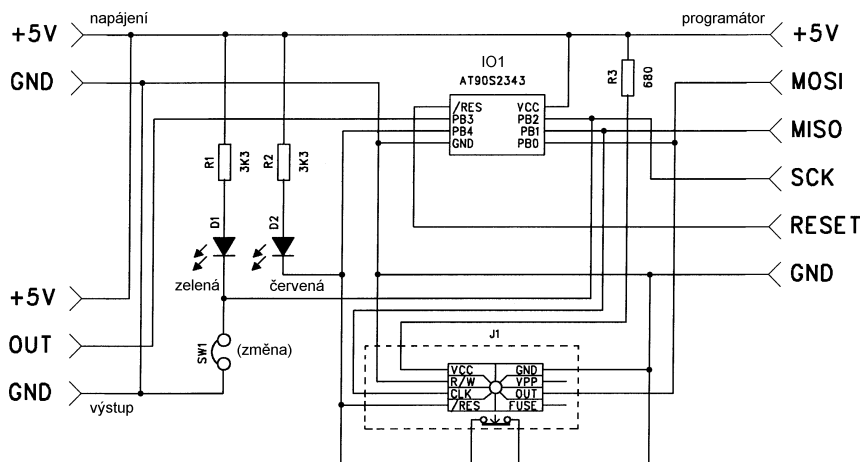 napájení
programátor
+5V
+5V
GND
IO1
AT90S2343
R3
680
MOSI
/RES
VCC
PB3
PB2
PB4
PB1
GND
PB0
MISO
R1
3K3
R2
3K3
SCK
D1
D2
RESET
zelená
červená
GND
+5V
OUT
SW1
(změna)
J1
GND
výstup
VCC
GND
R/W
VPP
CLK
OUT
/RES
FUSE